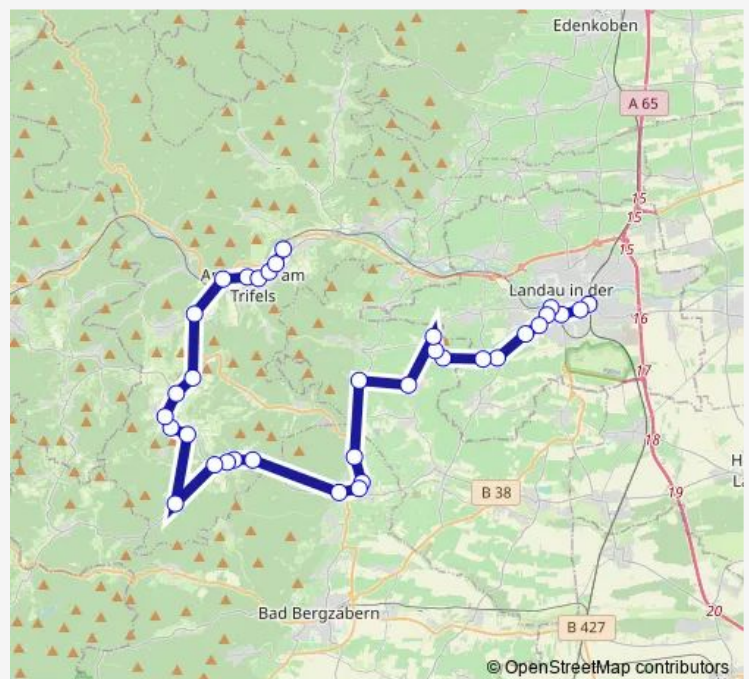 Edenkoben
A 65
15
15
15
am
Trifels
Landau in der
16
17
18
B 38
19
20
Bad Bergzabern
B 427
© OpenStreetMap contributors